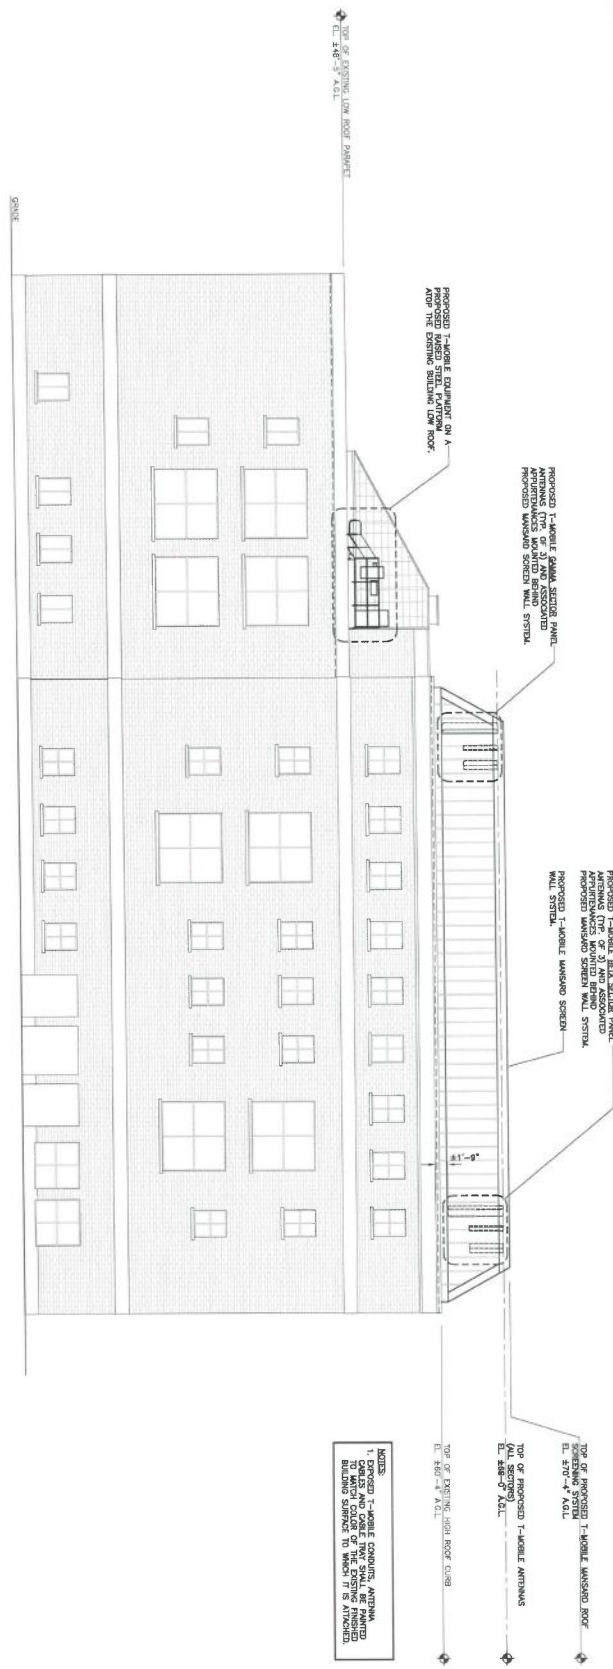 TOP OF EXISTING LOW ROOF PARAPET
EL. ±48'-5" A.G.L.
GRADE
PROPOSED T-MOBILE EQUIPMENT ON A
PROPOSED RAISED STEEL PLATFORM
ATOP THE EXISTING BUILDING LOW ROOF.
PROPOSED T-MOBILE GAMMA SECTOR PANEL
ANTENNAS (TYP. OF 3) AND ASSOCIATED
APPURTENANCES MOUNTED BEHIND
PROPOSED MANSARD SCREEN WALL SYSTEM.
PROPOSED T-MOBILE BETA SECTOR PANEL
ANTENNAS (TYP. OF 3) AND ASSOCIATED
APPURTENANCES MOUNTED BEHIND
PROPOSED MANSARD SCREEN WALL SYSTEM.
PROPOSED T-MOBILE MANSARD SCREEN
WALL SYSTEM.
±1'-9"
TOP OF PROPOSED T-MOBILE MANSARD ROOF
SCREENING SYSTEM
EL. ±70'-4" A.G.L.
TOP OF PROPOSED T-MOBILE ANTENNAS
(ALL SECTORS)
EL. A.G.L.
TOP OF EXISTING HIGH ROOF CURB
EL. ±60'-4" A.G.L.
NOTES:
1. EXPOSED T-MOBILE CONDUITS, ANTENNA
CABLES AND CABLE TRAY SHALL BE PAINTED
TO MATCH COLOR OF THE EXISTING FINISHED
BUILDING SURFACE TO WHICH IT IS ATTACHED.